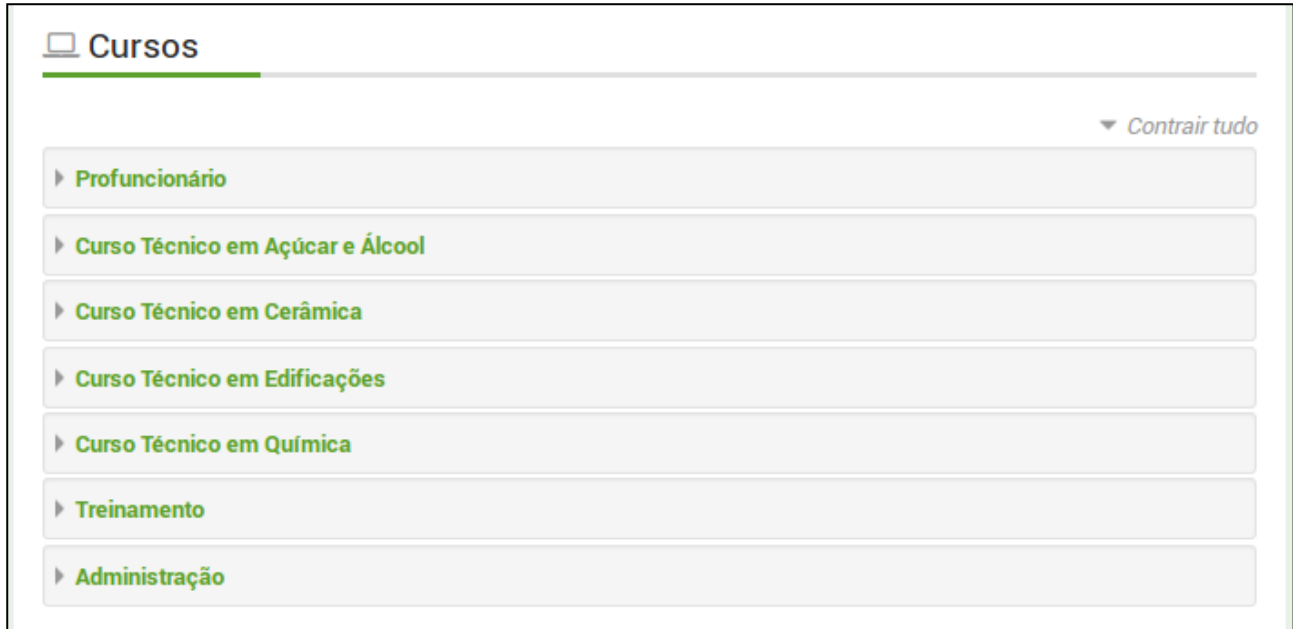 Cursos
Contrair tudo
Profuncionário
Curso Técnico em Açúcar e Álcool
Curso Técnico em Cerâmica
Curso Técnico em Edificações
Curso Técnico em Química
Treinamento
Administração